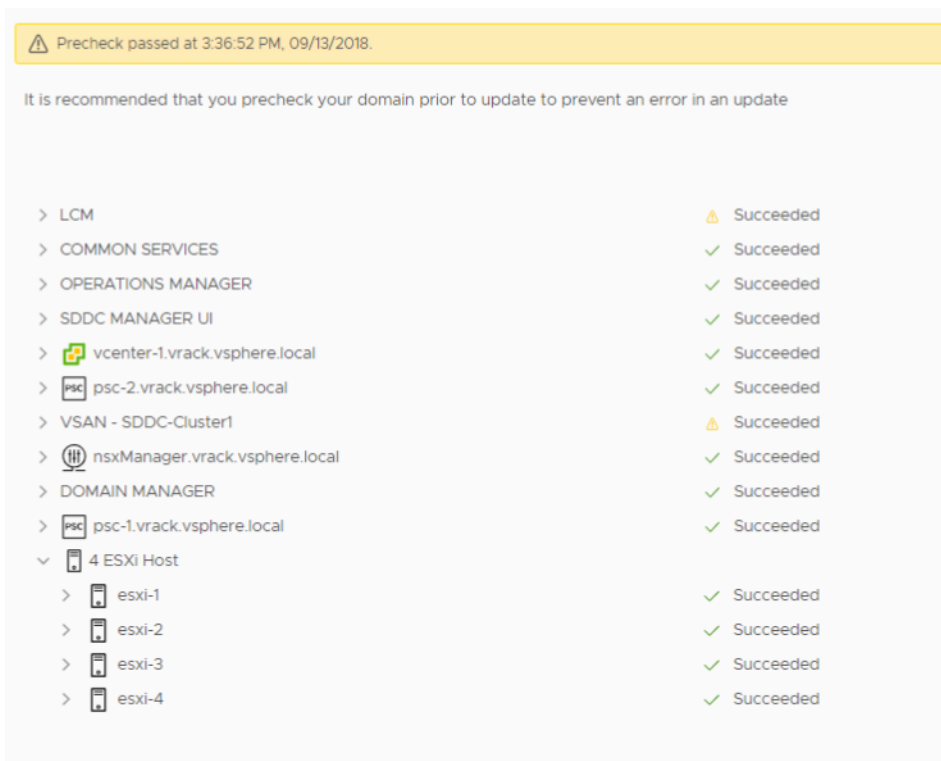 Precheck passed at 3:36:52 PM, 09/13/2018.
It is recommended that you precheck your domain prior to update to prevent an error in an update
LCM Succeeded
COMMON SERVICES Succeeded
OPERATIONS MANAGER Succeeded
SDDC MANAGER UI Succeeded
vcenter-1.vrack.vsphere.local Succeeded
PSC psc-2.vrack.vsphere.local Succeeded
VSAN - SDDC-Cluster1 Succeeded
nsxManager.vrack.vsphere.local Succeeded
DOMAIN MANAGER Succeeded
PSC psc-1.vrack.vsphere.local Succeeded
4 ESXi Host
esxi-1 Succeeded
esxi-2 Succeeded
esxi-3 Succeeded
esxi-4 Succeeded